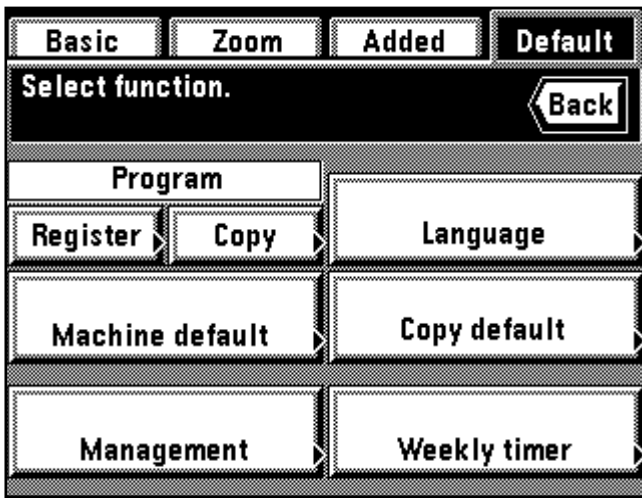 Basic Zoom Added Default
Select function.
Back
Program
Register Copy Language
Machine default Copy default
Management Weekly timer